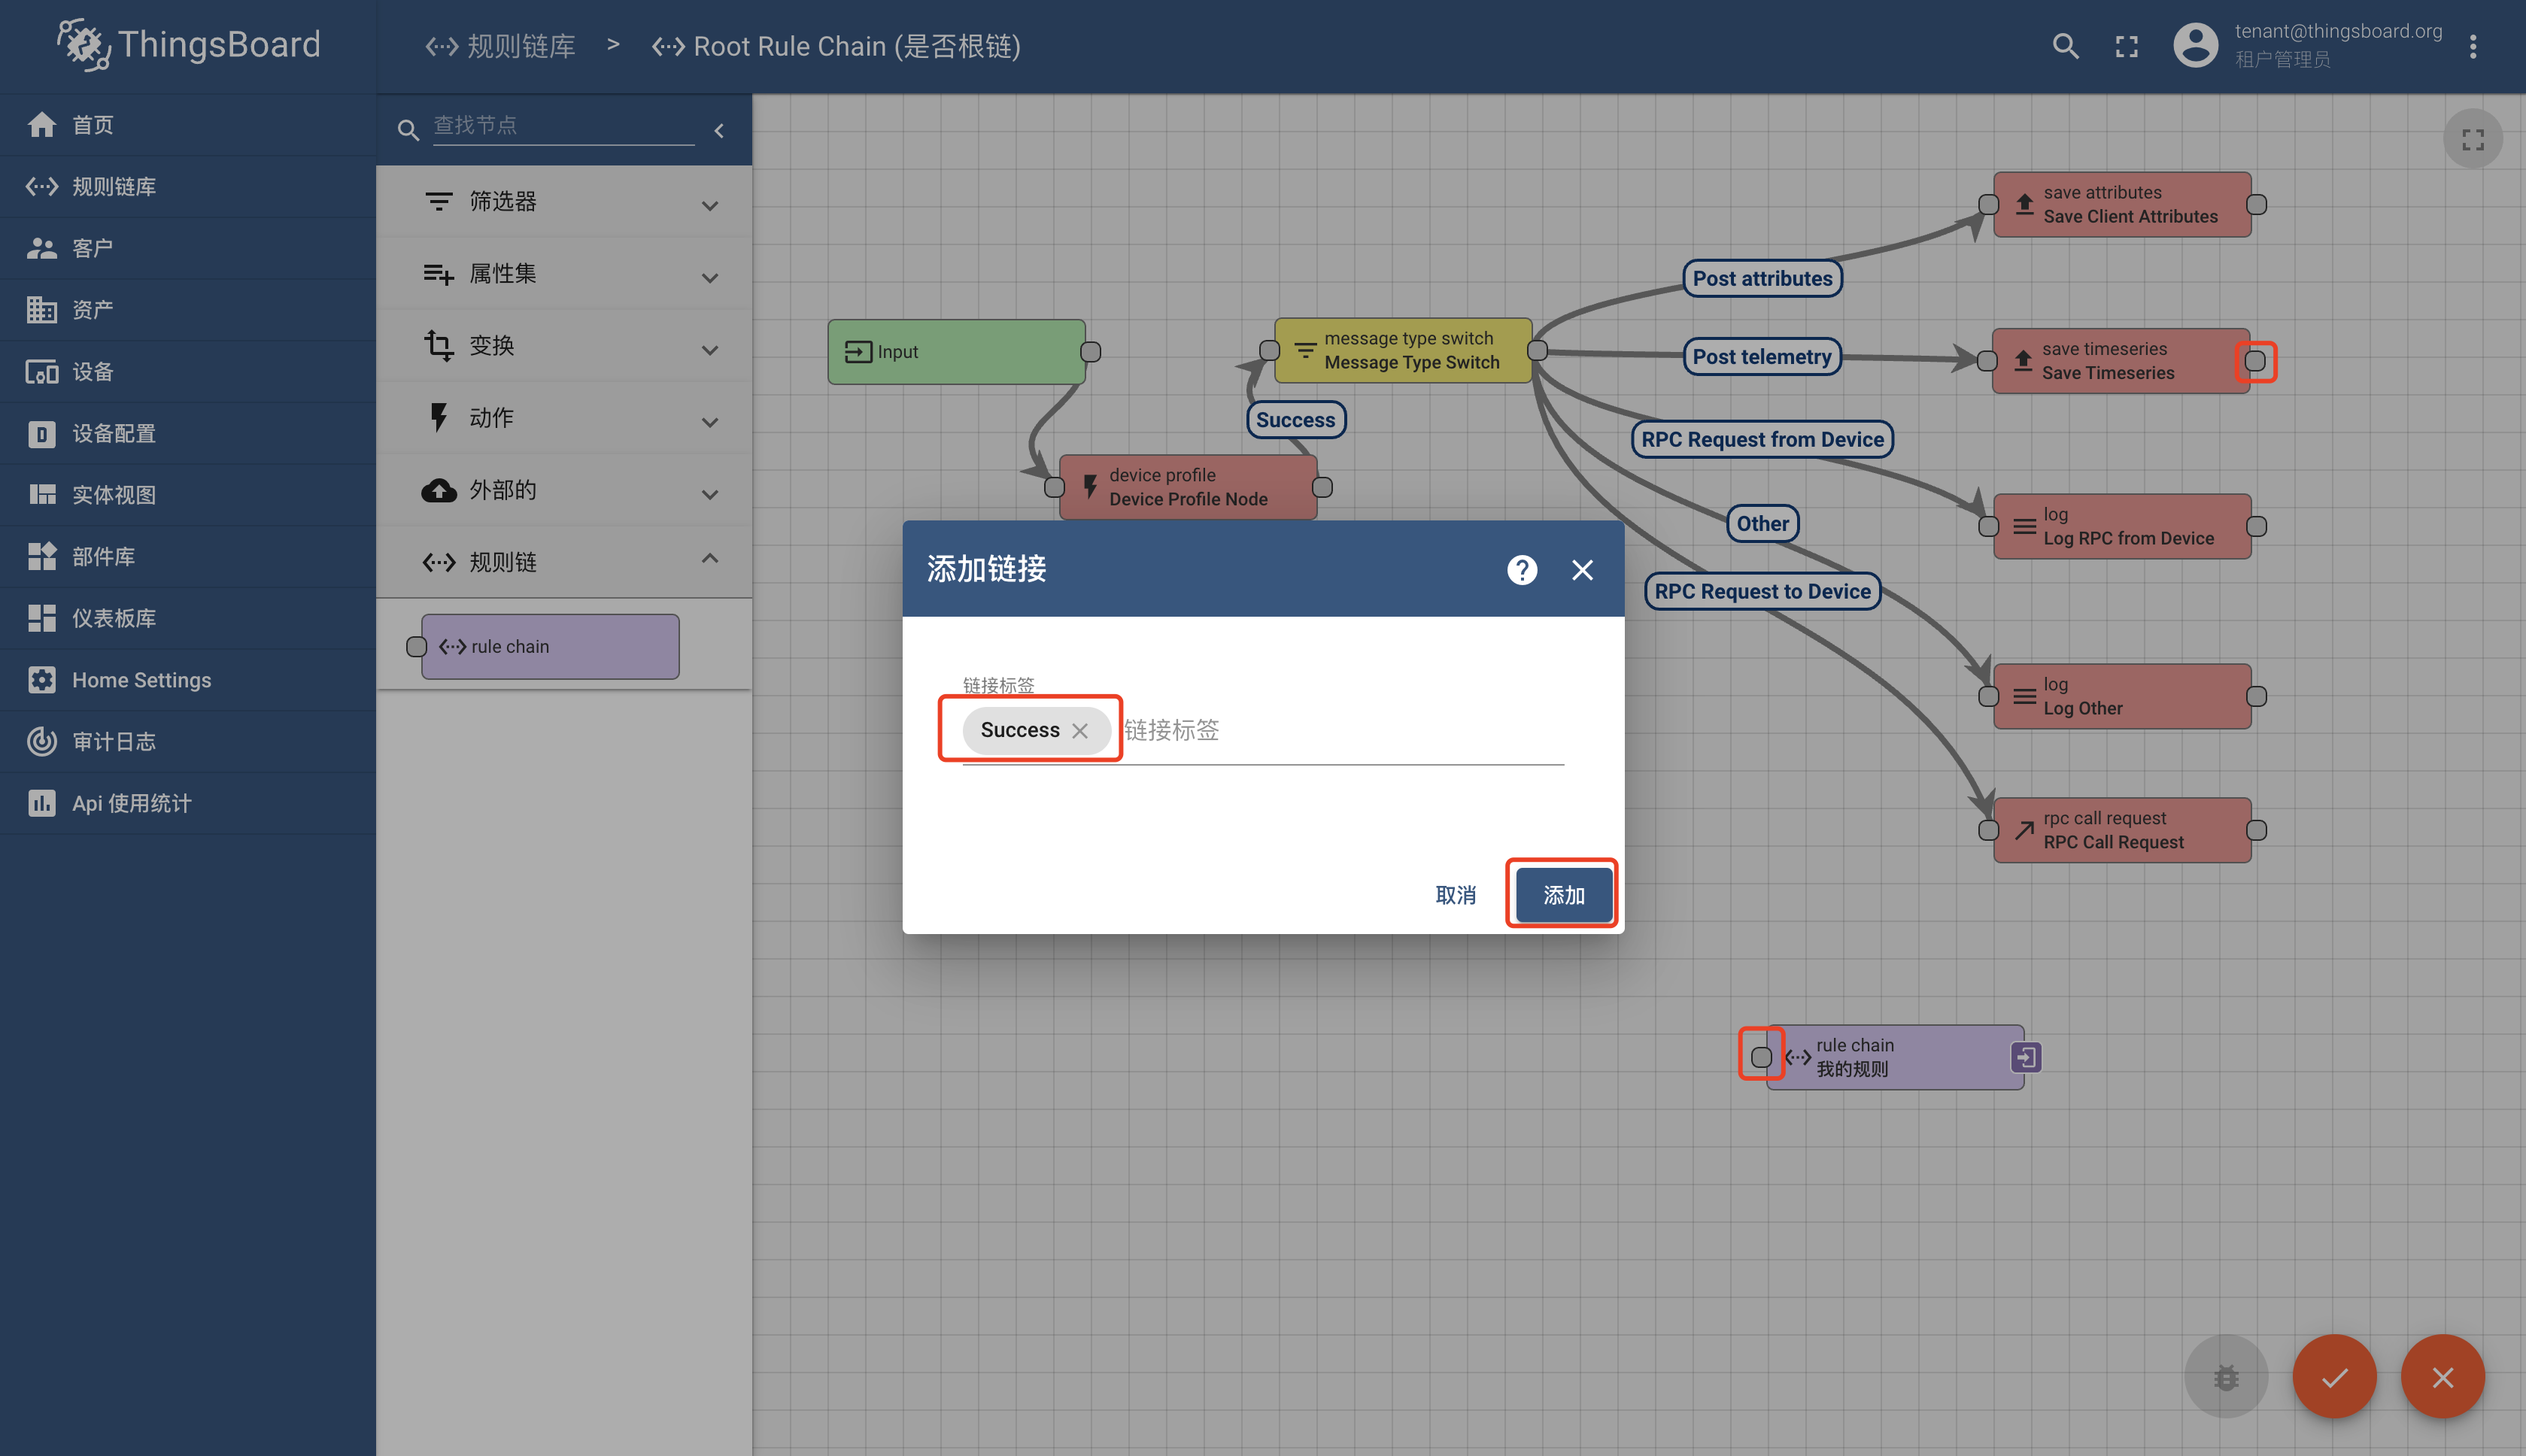 ThingsBoard
规则链库 > Root Rule Chain (是否根链)
tenant@thingsboard.org
租户管理员
首页
规则链库
客户
资产
设备
设备配置
实体视图
部件库
仪表板库
Home Settings
审计日志
Api 使用统计
查找节点
筛选器
属性集
变换
动作
外部的
规则链
rule chain
Input
device profile
Device Profile Node
Success
message type switch
Message Type Switch
Post attributes
Post telemetry
RPC Request from Device
Other
RPC Request to Device
save attributes
Save Client Attributes
save timeseries
Save Timeseries
log
Log RPC from Device
log
Log Other
rpc call request
RPC Call Request
添加链接
链接标签
Success 链接标签
取消 添加
rule chain
我的规则